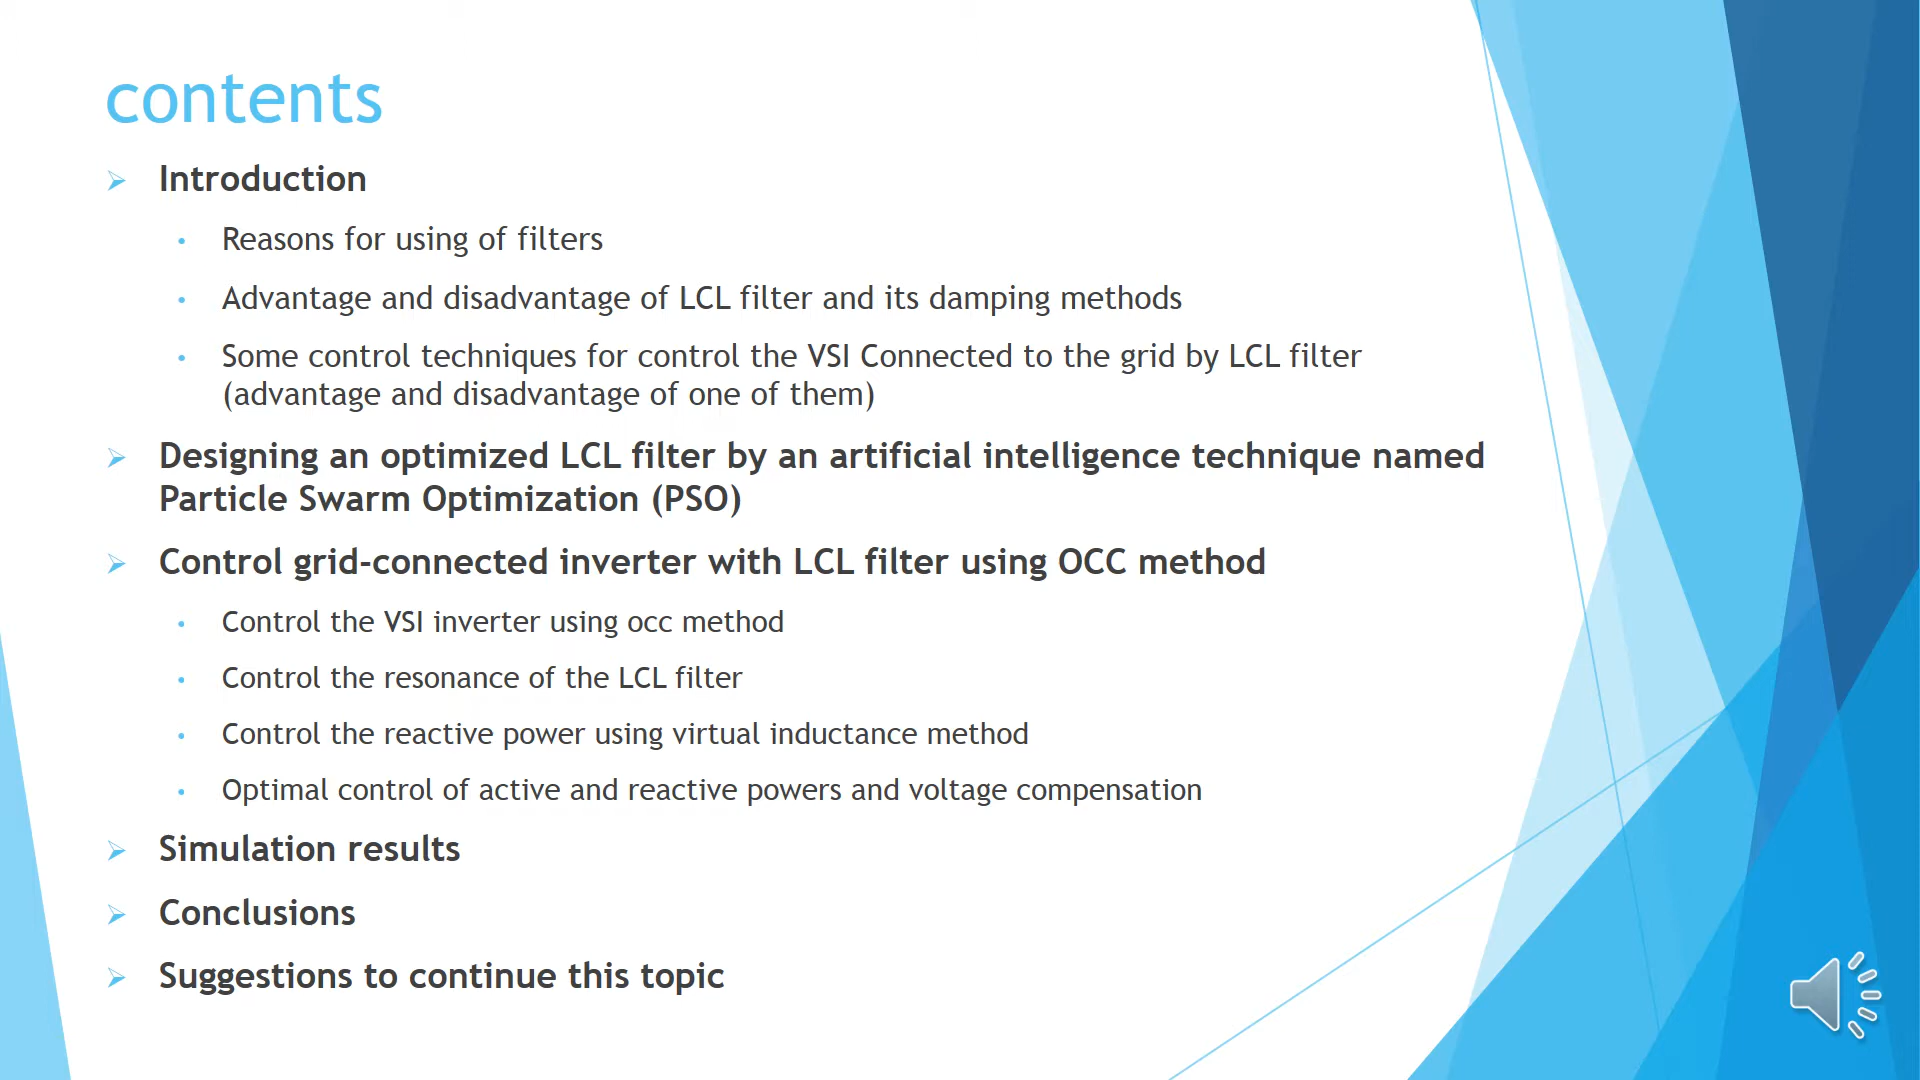 contents
Introduction
Reasons for using of filters
Advantage and disadvantage of LCL filter and its damping methods
Some control techniques for control the VSI Connected to the grid by LCL filter
(advantage and disadvantage of one of them)
Designing an optimized LCL filter by an artificial intelligence technique named
Particle Swarm Optimization (PSO)
Control grid-connected inverter with LCL filter using OCC method
Control the VSI inverter using occ method
Control the resonance of the LCL filter
Control the reactive power using virtual inductance method
Optimal control of active and reactive powers and voltage compensation
Simulation results
Conclusions
Suggestions to continue this topic